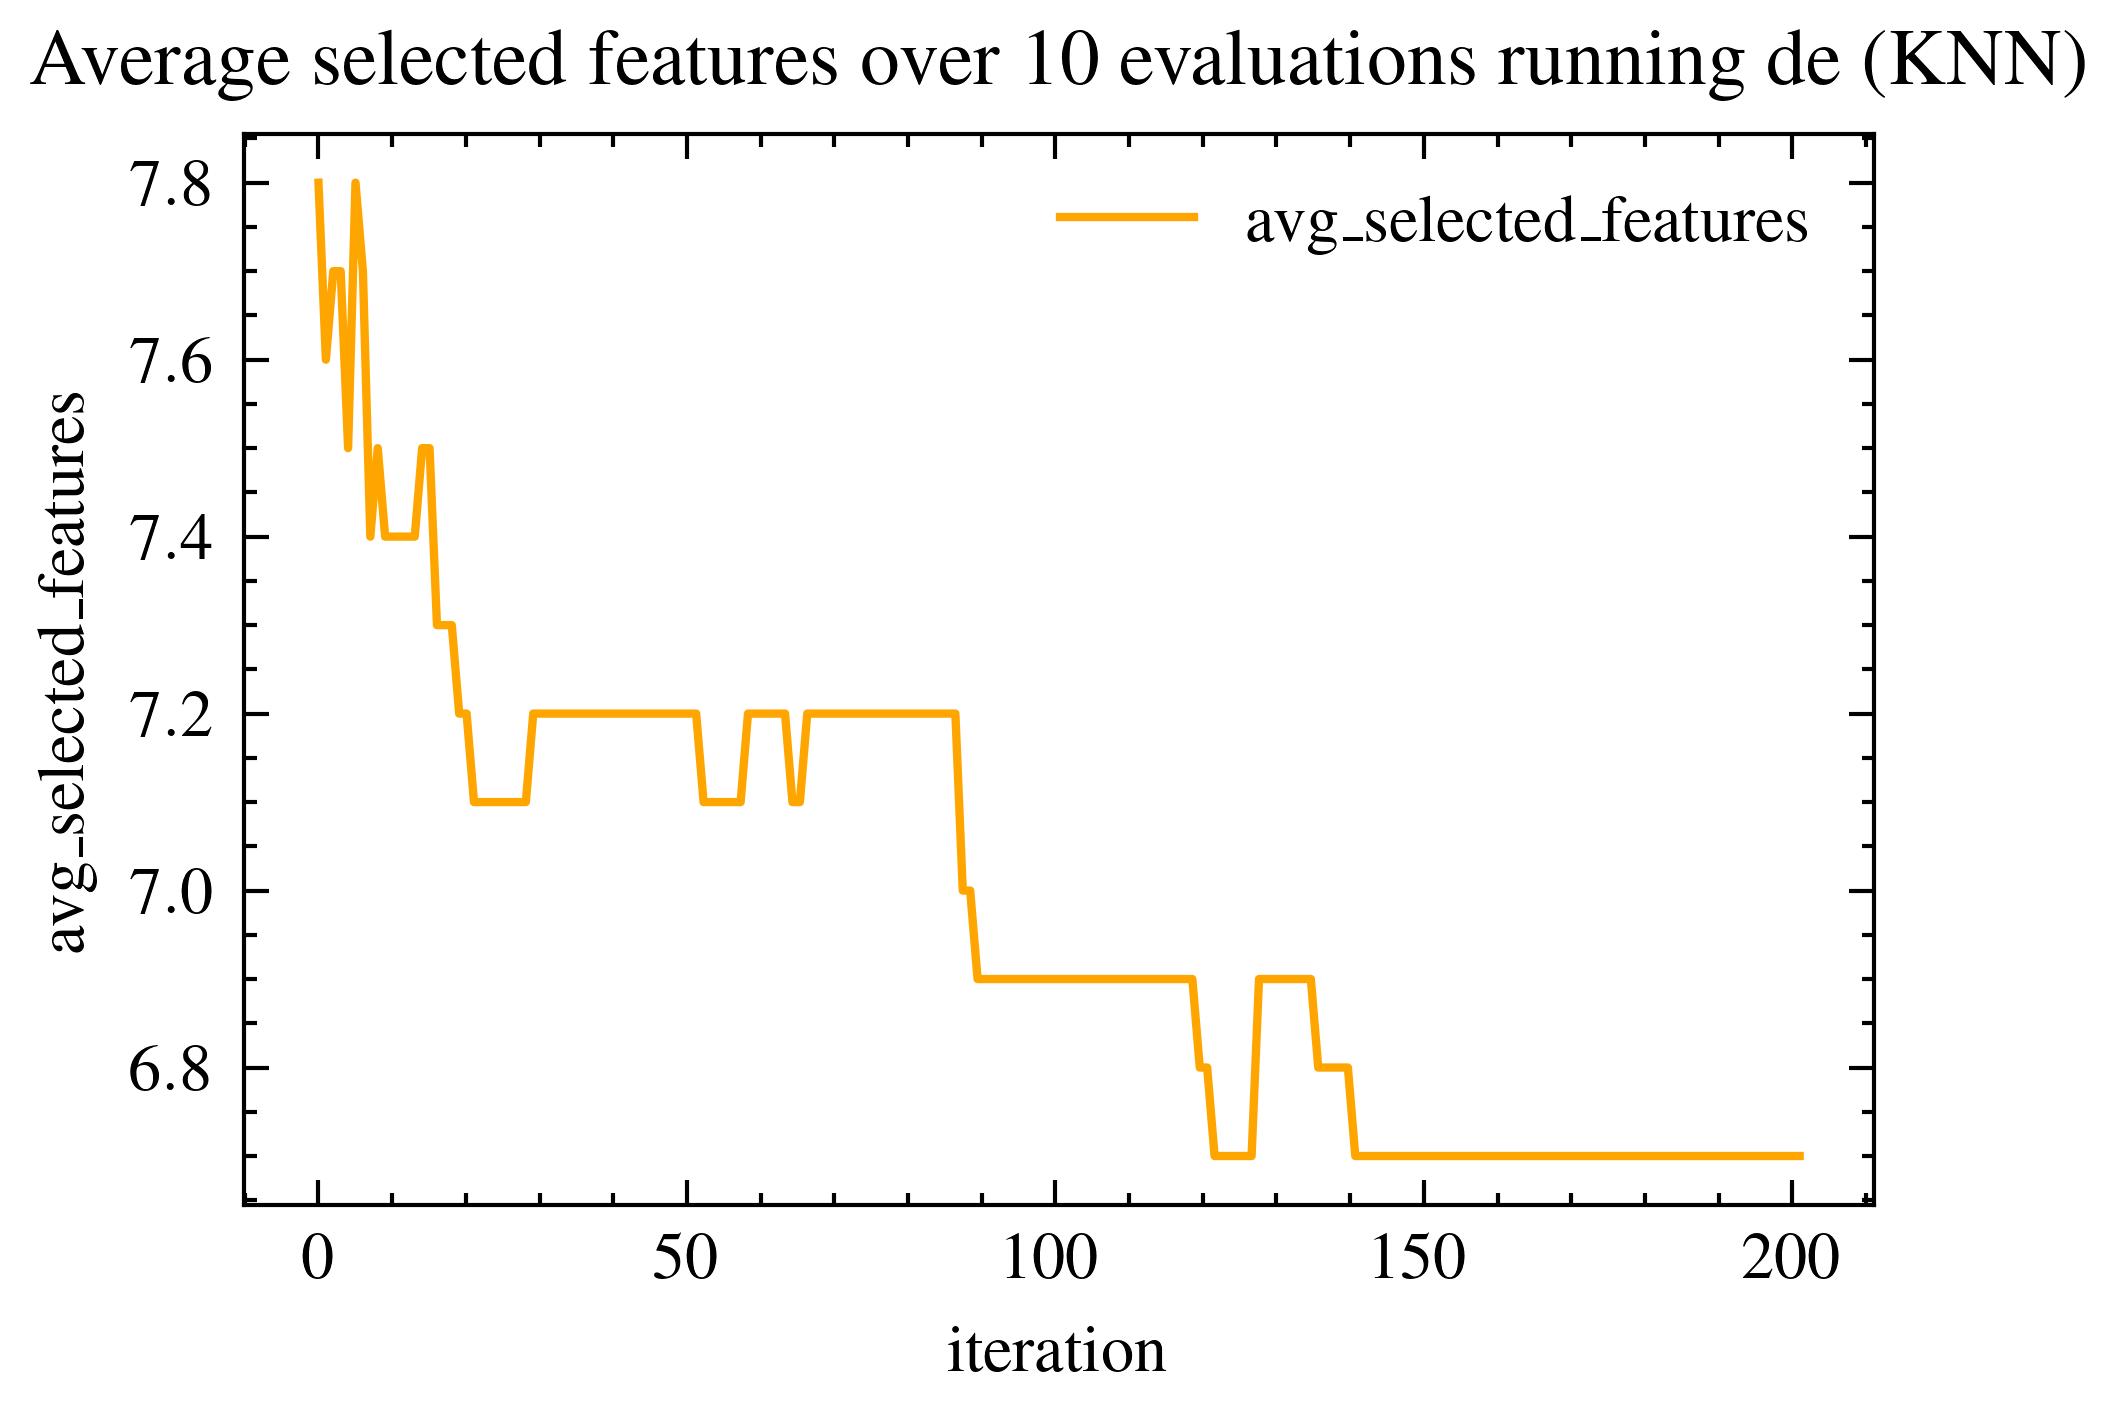 Average selected features over 10 evaluations running de (KNN)
avg_selected_features
7.8
7.6
7.4
7.2
7.0
6.8
avg_selected_features
0 50 100 150 200
iteration